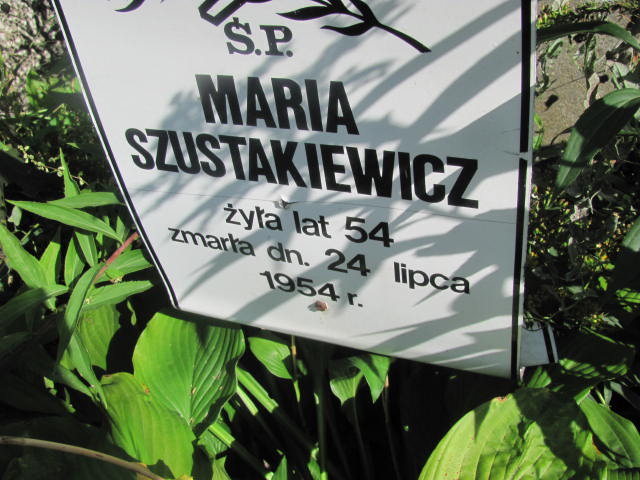 Ś.P.
MARIA
SZUSTAKIEWICZ
żyła lat 54
zmarła dn. 24 lipca
1954 r.